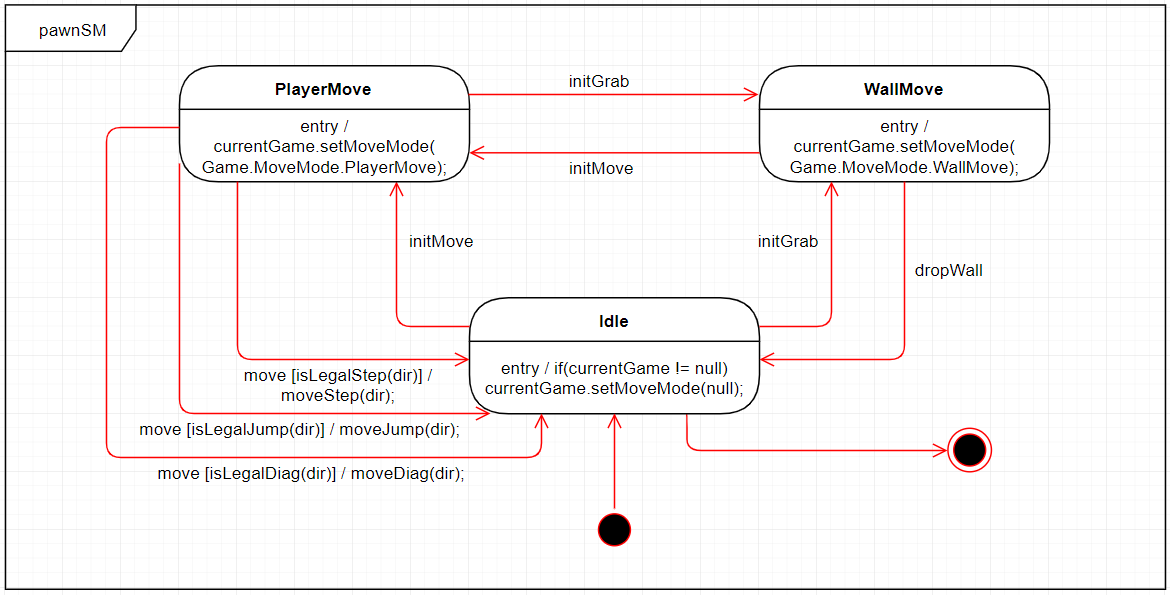 pawnSM
PlayerMove
entry /
currentGame.setMoveMode(
Game.MoveMode.PlayerMove);
initGrab
WallMove
entry /
currentGame.setMoveMode(
Game.MoveMode.WallMove);
initMove
initMove
initGrab
dropWall
Idle
entry / if(currentGame != null)
currentGame.setMoveMode(null);
move [isLegalStep(dir)] /
moveStep(dir);
move [isLegalJump(dir)] / moveJump(dir);
move [isLegalDiag(dir)] / moveDiag(dir);